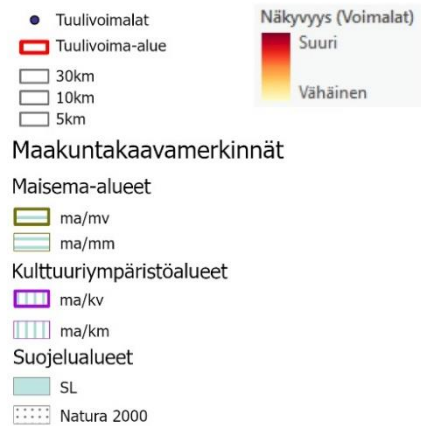 Tuulivoimalat
Tuulivoima-alue
30km
10km
5km
Näkyvyys (Voimalat)
Suuri
Vähäinen
Maakuntakaavamerkinnät
Maisema-alueet
ma/mv
ma/mm
Kulttuuriympäristöalueet
ma/kv
ma/km
Suojelualueet
SL
Natura 2000